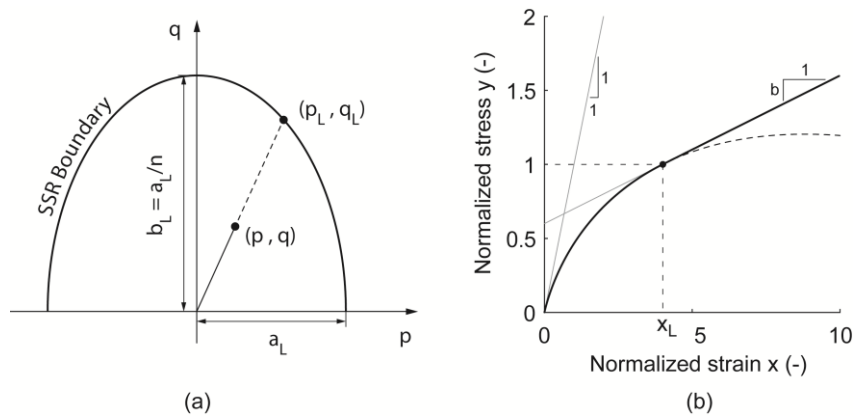 q
SSR Boundary
b_L = a_L/n
(p_L , q_L)
(p , q)
a_L
p
(a)
Normalized stress y (-)
2
1.5
1
0.5
0
1
1
1
b
0
x_L
5
10
Normalized strain x (-)
(b)